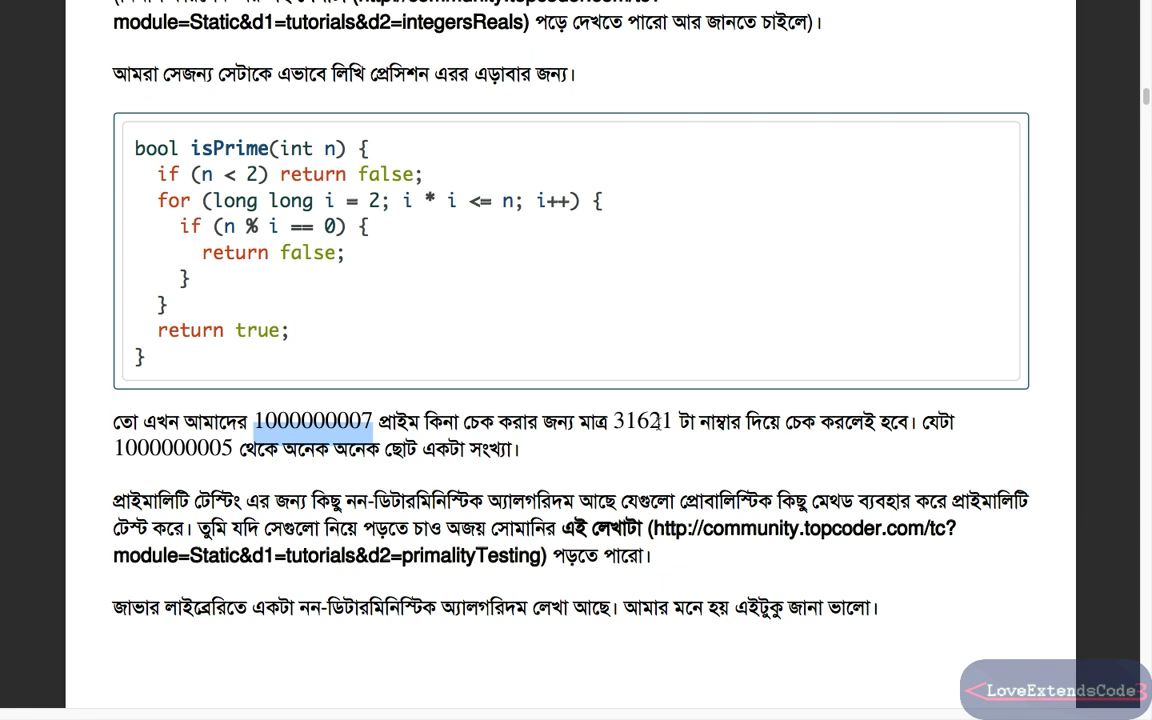 module=Static&d1=tutorials&d2=integersReals) পড়ে দেখতে পারো আর জানতে চাইলে)।
আমরা সেজন্য সেটাকে এভাবে লিখি প্রেসিশন এরর এড়াবার জন্য।
bool isPrime(int n) {
if (n < 2) return false;
for (long long i = 2; i * i <= n; i++) {
if (n % i == 0) {
return false;
}
}
return true;
}
তো এখন আমাদের 1000000007 প্রাইম কিনা চেক করার জন্য মাত্র 31621 টা নাম্বার দিয়ে চেক করলেই হবে। যেটা
1000000005 থেকে অনেক অনেক ছোট একটা সংখ্যা।
প্রাইমালিটি টেস্টিং এর জন্য কিছু নন-ডিটারমিনিস্টিক অ্যালগরিদম আছে যেগুলো প্রোবালিস্টিক কিছু মেথড ব্যবহার করে প্রাইমালিটি
টেস্ট করে। তুমি যদি সেগুলো নিয়ে পড়তে চাও অজয় সোমানির এই লেখাটা (http://community.topcoder.com/tc?
module=Static&d1=tutorials&d2=primalityTesting) পড়তে পারো।
জাভার লাইব্রেরিতে একটা নন-ডিটারমিনিস্টিক অ্যালগরিদম লেখা আছে। আমার মনে হয় এইটুকু জানা ভালো।
<LoveExtendsCode3